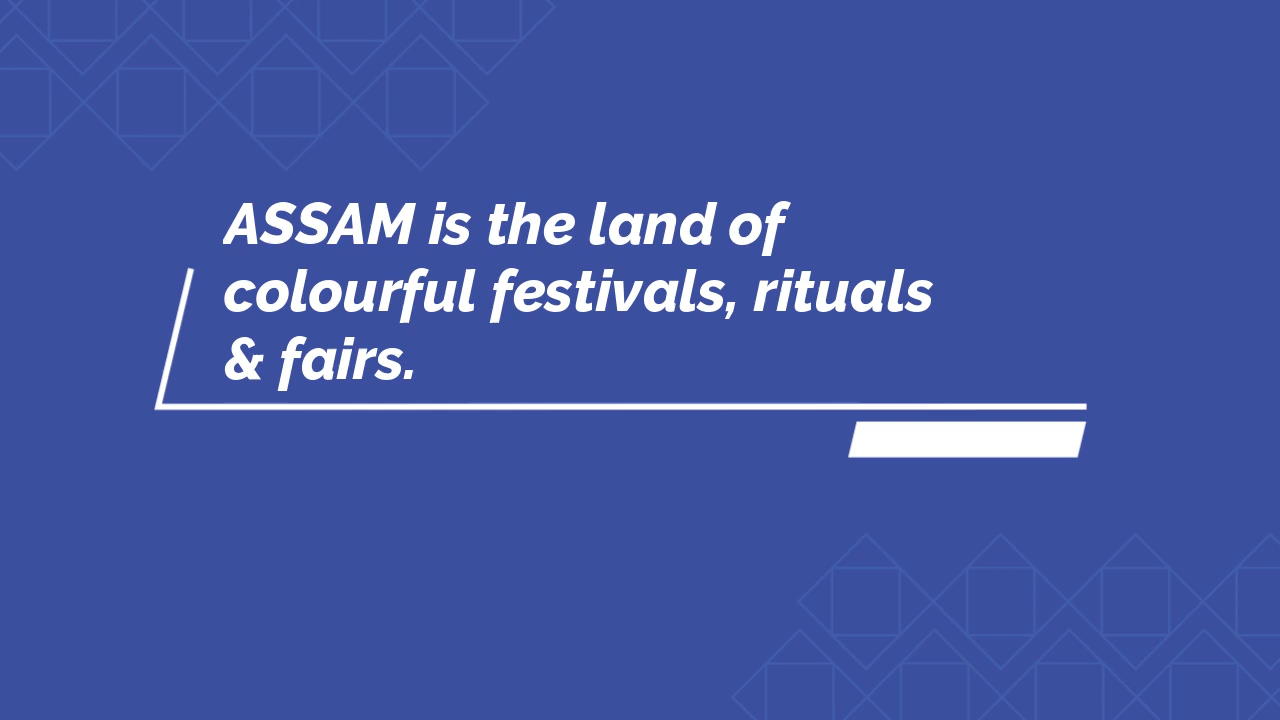 ASSAM is the land of
colourful festivals, rituals
& fairs.